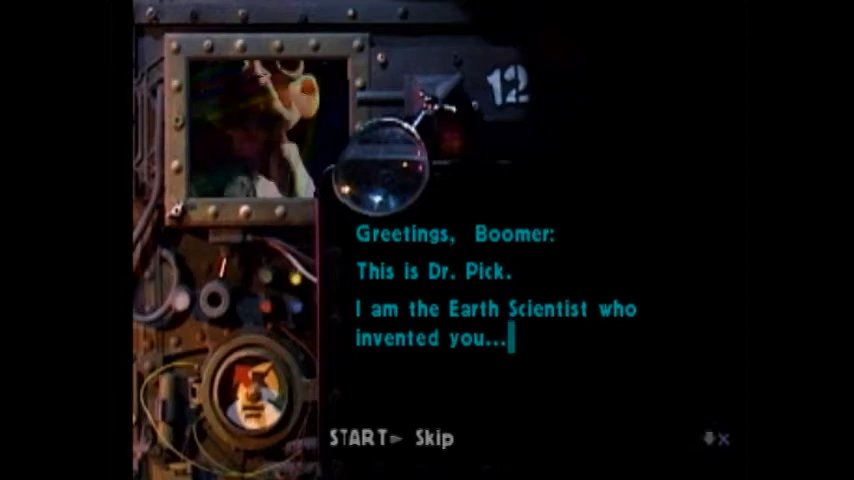 12
Greetings, Boomer:
This is Dr. Pick.
I am the Earth Scientist who
invented you...
START► Skip